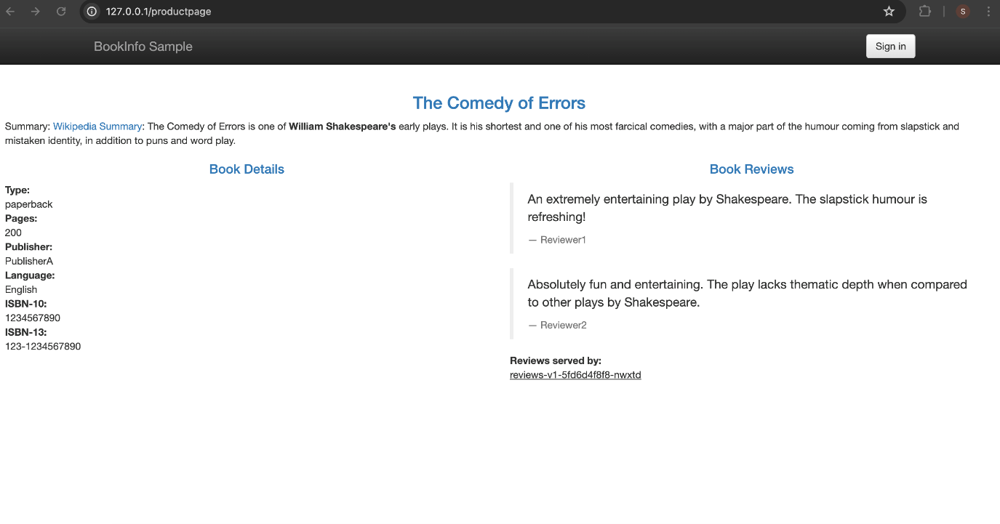 127.0.0.1/productpage
S
BookInfo Sample
Sign in
The Comedy of Errors
Summary: Wikipedia Summary: The Comedy of Errors is one of William Shakespeare's early plays. It is his shortest and one of his most farcical comedies, with a major part of the humour coming from slapstick and
mistaken identity, in addition to puns and word play.
Book Details
Type:
paperback
Pages:
200
Publisher:
PublisherA
Language:
English
ISBN-10:
1234567890
ISBN-13:
123-1234567890
Book Reviews
An extremely entertaining play by Shakespeare. The slapstick humour is
refreshing!
— Reviewer1
Absolutely fun and entertaining. The play lacks thematic depth when compared
to other plays by Shakespeare.
— Reviewer2
Reviews served by:
reviews-v1-5fd6d4f8f8-nwxtd